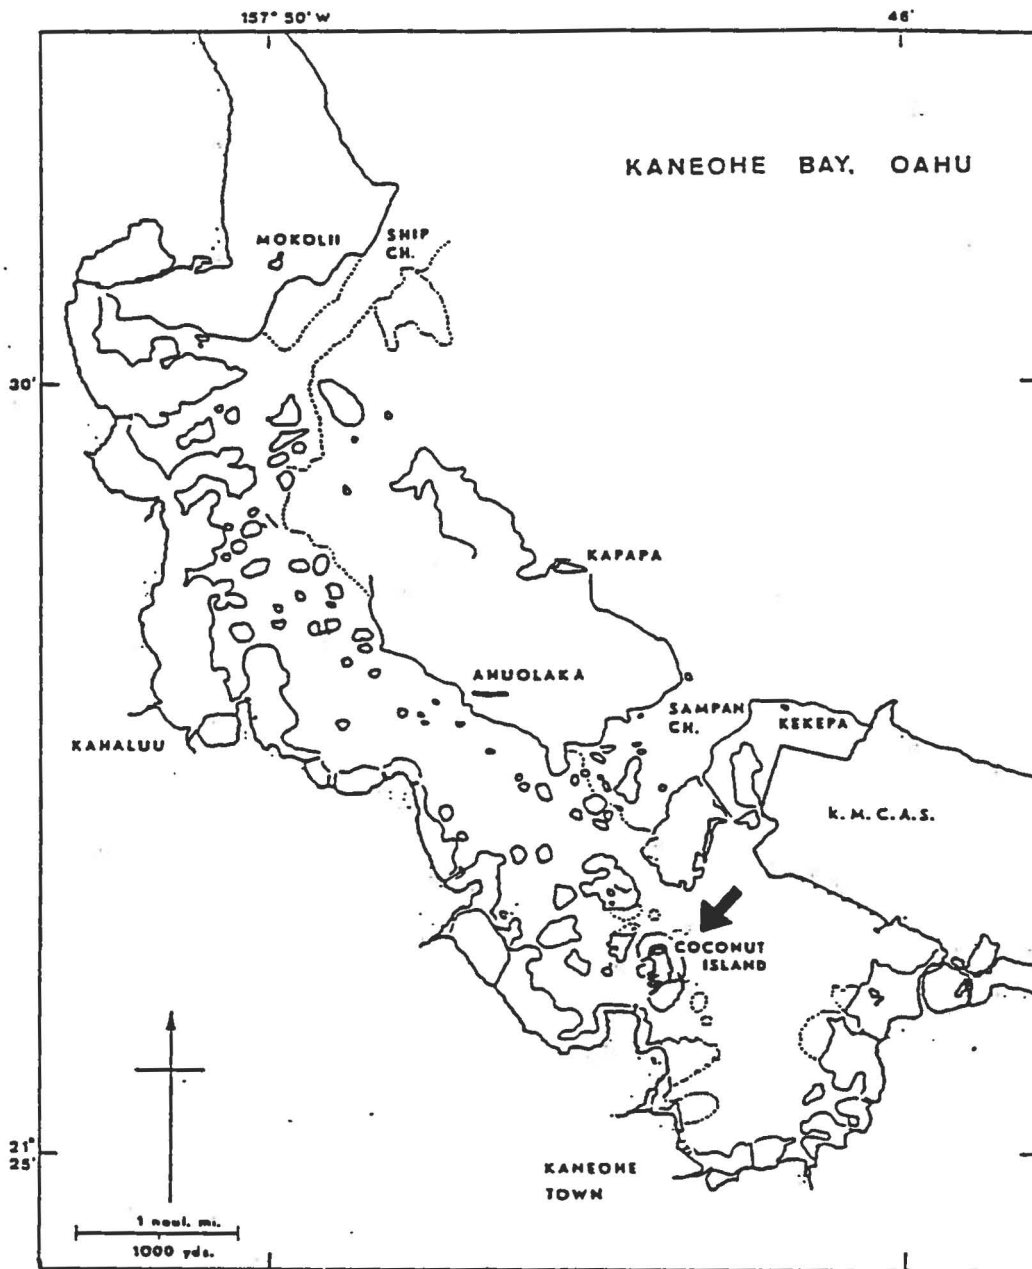 157° 50' W
46'
KANEOHE BAY, OAHU
MOKOLII
SHIP
CH.
30'
KAPAPA
AHUOLAKA
SAMPAN
CH.
KEKEPA
KAHALUU
K.M.C.A.S.
COCONUT
ISLAND
21°
25'
KANEOHE
TOWN
1 naut. mi.
1000 yds.